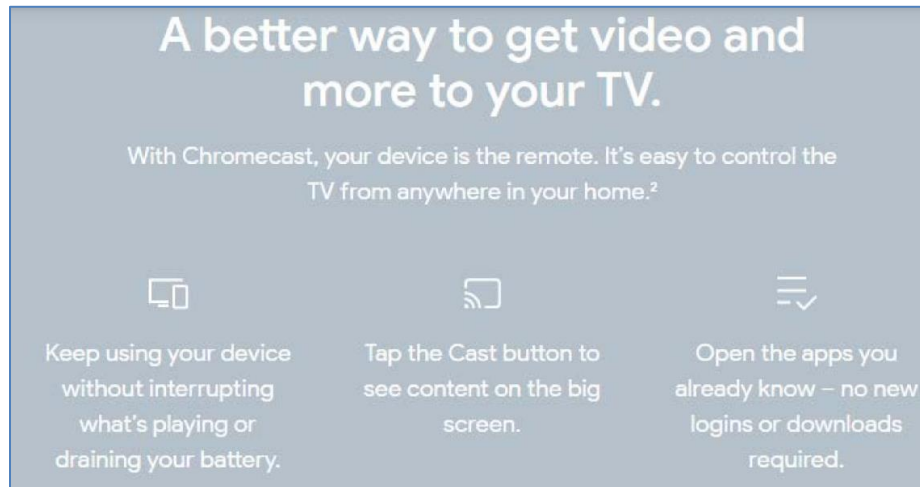 A better way to get video and
more to your TV.
With Chromecast, your device is the remote. It's easy to control the
TV from anywhere in your home.²
Keep using your device
without interrupting
what's playing or
draining your battery.
Tap the Cast button to
see content on the big
screen.
Open the apps you
already know – no new
logins or downloads
required.